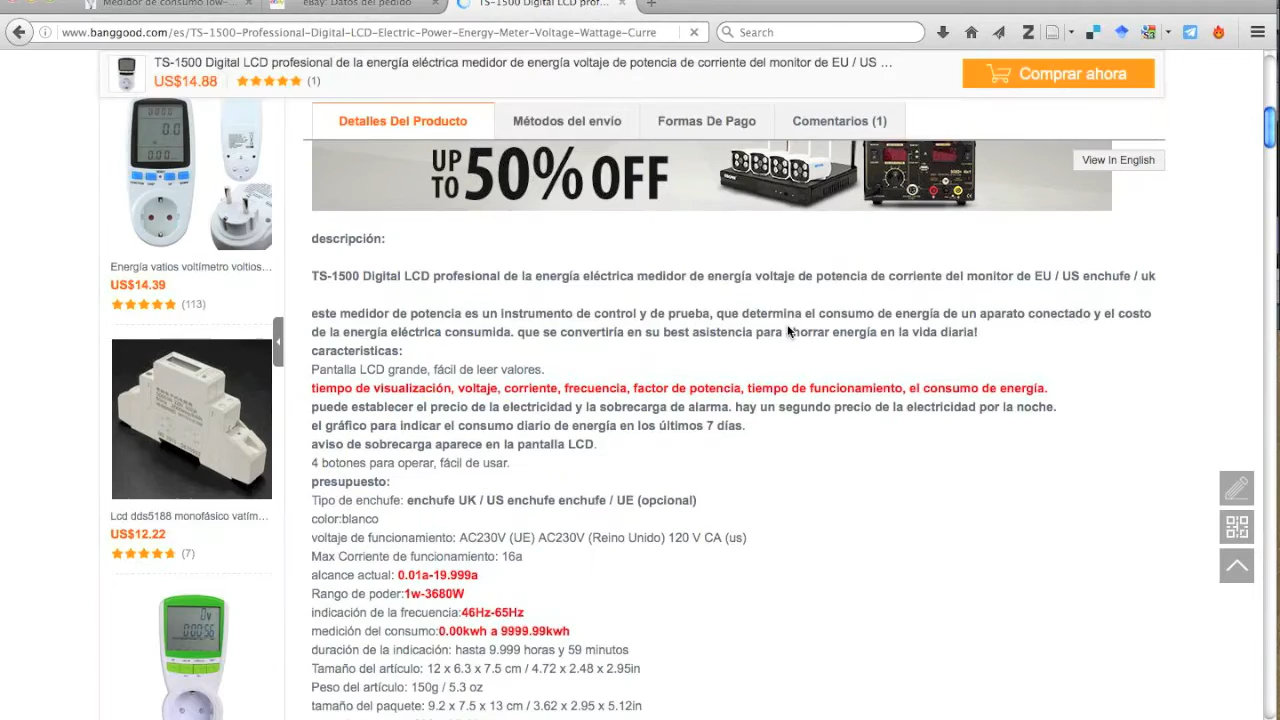 Medidor de consumo low-...
eBay: Datos del pedido
TS-1500 Digital LCD prof...
www.banggood.com/es/TS-1500-Professional-Digital-LCD-Electric-Power-Energy-Meter-Voltage-Wattage-Curre
Search
TS-1500 Digital LCD profesional de la energía eléctrica medidor de energía voltaje de potencia de corriente del monitor de EU / US ...
US$14.88
(1)
Comprar ahora
Detalles Del Producto
Métodos del envío
Formas De Pago
Comentarios (1)
UP TO 50% OFF
View In English
Energía vatios voltímetro voltios...
US$14.39
(113)
Lcd dds5188 monofásico vatím...
US$12.22
(7)
descripción:
TS-1500 Digital LCD profesional de la energía eléctrica medidor de energía voltaje de potencia de corriente del monitor de EU / US enchufe / uk
este medidor de potencia es un instrumento de control y de prueba, que determina el consumo de energía de un aparato conectado y el costo
de la energía eléctrica consumida. que se convertiría en su best asistencia para ahorrar energía en la vida diaria!
caracteristicas:
Pantalla LCD grande, fácil de leer valores.
tiempo de visualización, voltaje, corriente, frecuencia, factor de potencia, tiempo de funcionamiento, el consumo de energía.
puede establecer el precio de la electricidad y la sobrecarga de alarma. hay un segundo precio de la electricidad por la noche.
el gráfico para indicar el consumo diario de energía en los últimos 7 días.
aviso de sobrecarga aparece en la pantalla LCD.
4 botones para operar, fácil de usar.
presupuesto:
Tipo de enchufe: enchufe UK / US enchufe enchufe / UE (opcional)
color:blanco
voltaje de funcionamiento: AC230V (UE) AC230V (Reino Unido) 120 V CA (us)
Max Corriente de funcionamiento: 16a
alcance actual: 0.01a-19.999a
Rango de poder:1w-3680W
indicación de la frecuencia:46Hz-65Hz
medición del consumo:0.00kwh a 9999.99kwh
duración de la indicación: hasta 9.999 horas y 59 minutos
Tamaño del artículo: 12 x 6.3 x 7.5 cm / 4.72 x 2.48 x 2.95in
Peso del artículo: 150g / 5.3 oz
tamaño del paquete: 9.2 x 7.5 x 13 cm / 3.62 x 2.95 x 5.12in